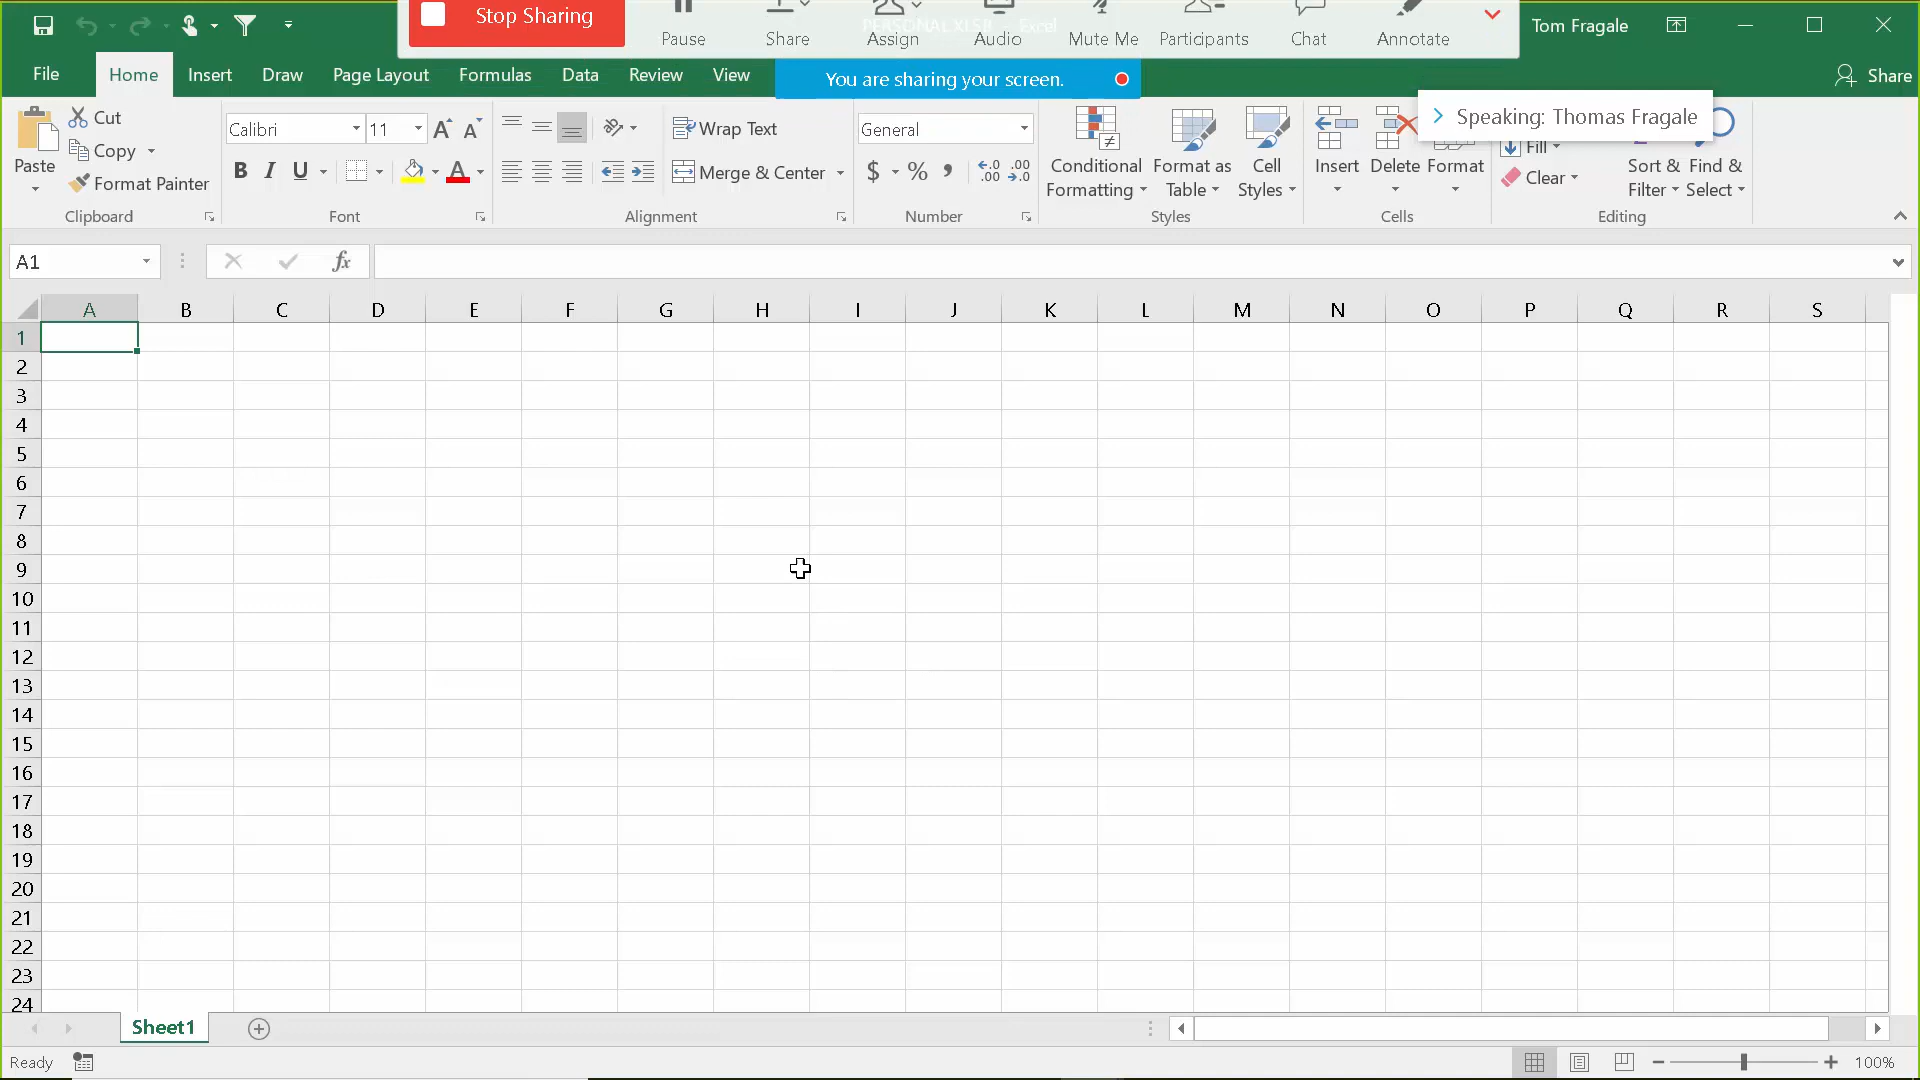 Stop Sharing
Pause Share Assign Audio Mute Me Participants Chat Annotate
PERSONAL.XLSB - Excel
Tom Fragale
File Home Insert Draw Page Layout Formulas Data Review View
You are sharing your screen.
Share
Speaking: Thomas Fragale
Paste
Cut
Copy
Format Painter
Clipboard
Calibri 11
B I U A
Font
Wrap Text
Merge & Center
Alignment
General
$ % ,
Number
Conditional Formatting
Format as Table
Cell Styles
Styles
Insert Delete Format
Cells
Fill
Clear
Sort & Filter
Find & Select
Editing
A1
fx
A B C D E F G H I J K L M N O P Q R S
1
2
3
4
5
6
7
8
9
10
11
12
13
14
15
16
17
18
19
20
21
22
23
24
Sheet1
Ready
100%